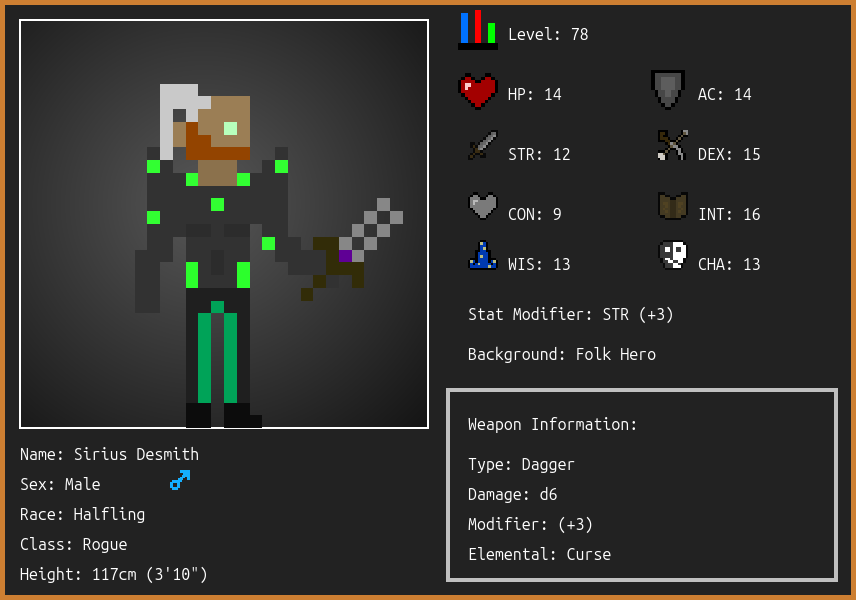 Level: 78
HP: 14
AC: 14
STR: 12
DEX: 15
CON: 9
INT: 16
WIS: 13
CHA: 13
Stat Modifier: STR (+3)
Background: Folk Hero
Weapon Information:
Type: Dagger
Damage: d6
Modifier: (+3)
Elemental: Curse
Name: Sirius Desmith
Sex: Male
Race: Halfling
Class: Rogue
Height: 117cm (3'10")